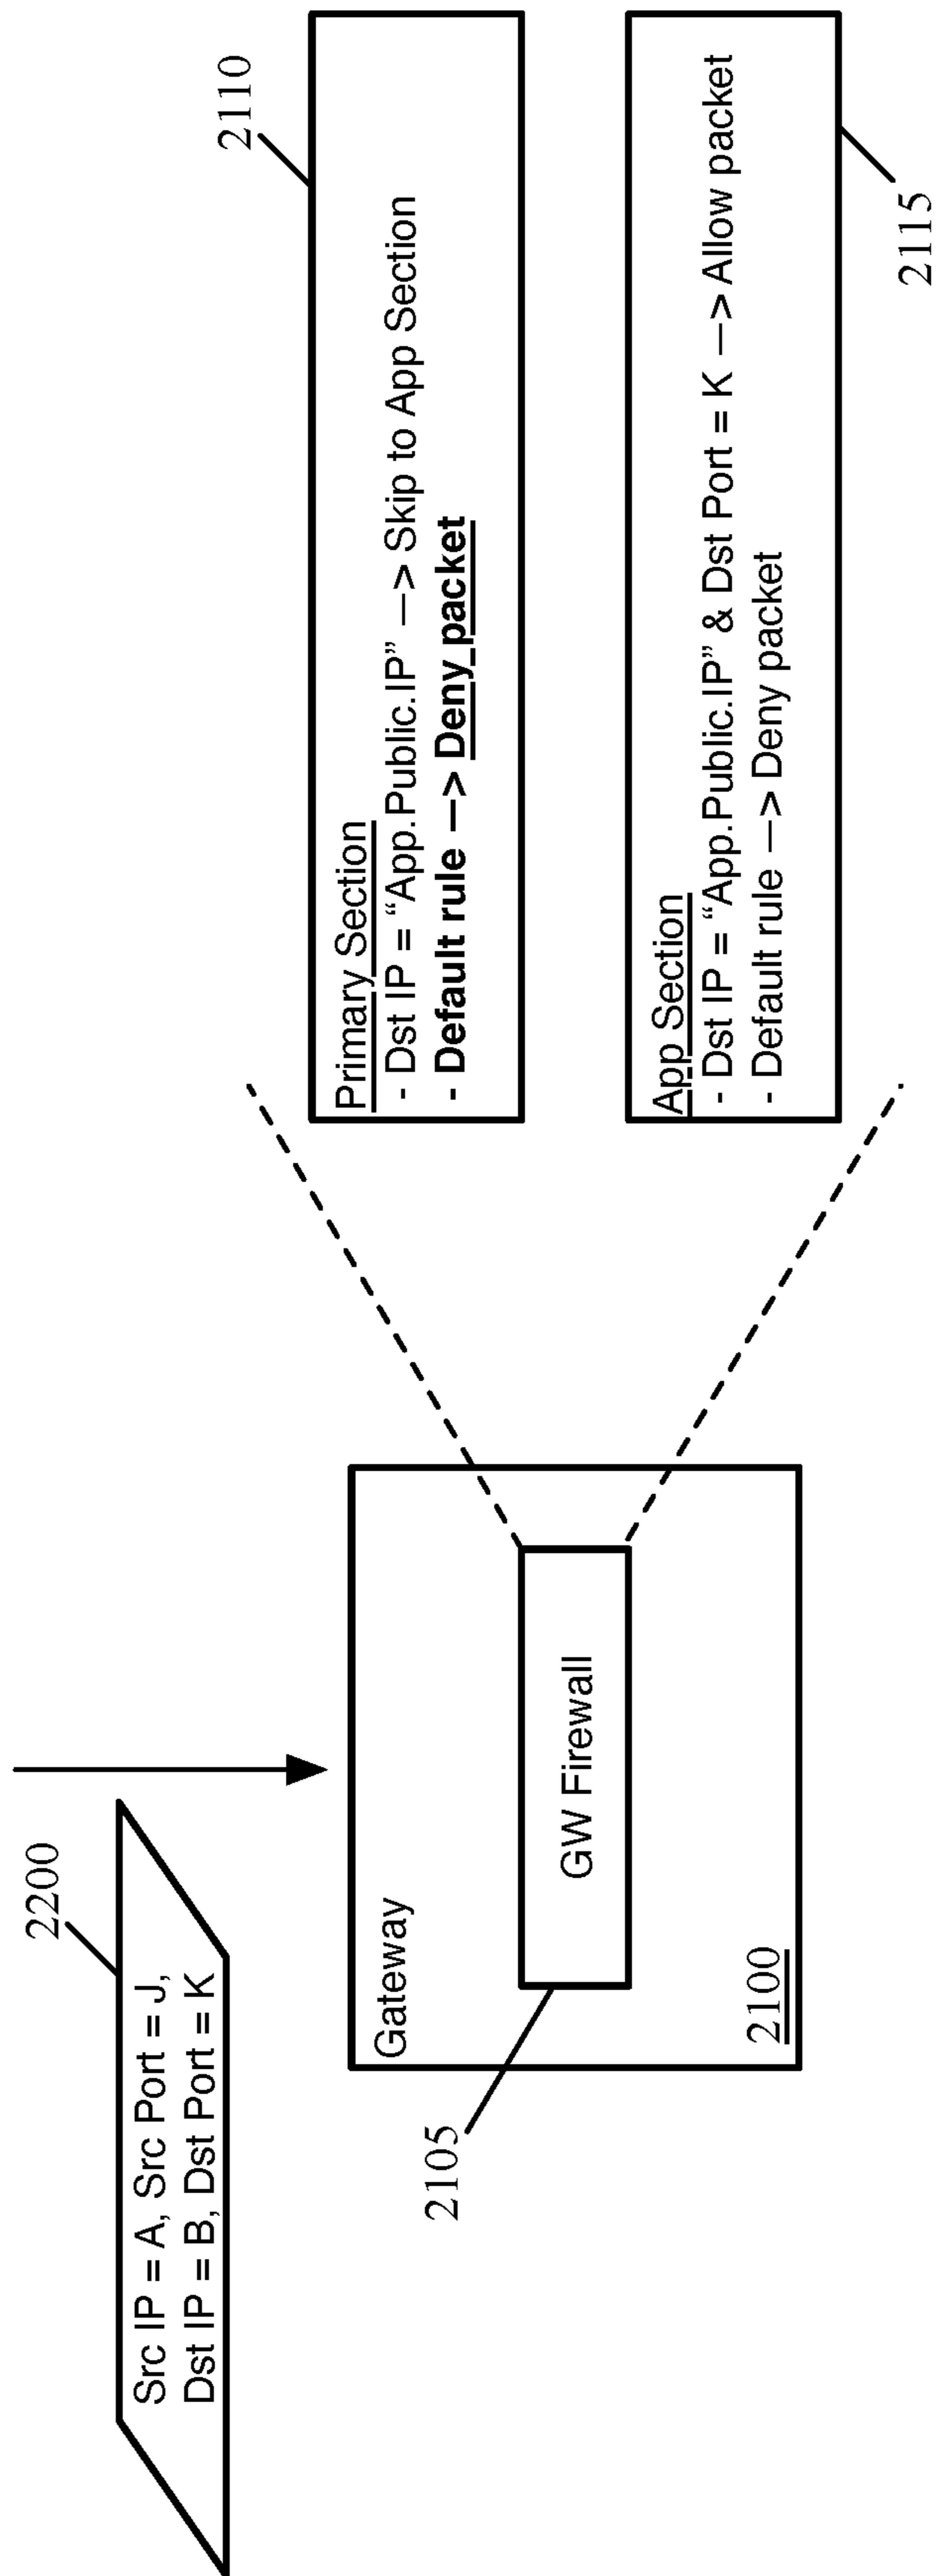 2200
Src IP = A, Src Port = J,
Dst IP = B, Dst Port = K
Gateway
GW Firewall
2105
2100
2110
Primary Section
- Dst IP = “App.Public.IP” —> Skip to App Section
- Default rule —> Deny packet
App Section
- Dst IP = “App.Public.IP” & Dst Port = K —> Allow packet
- Default rule —> Deny packet
2115